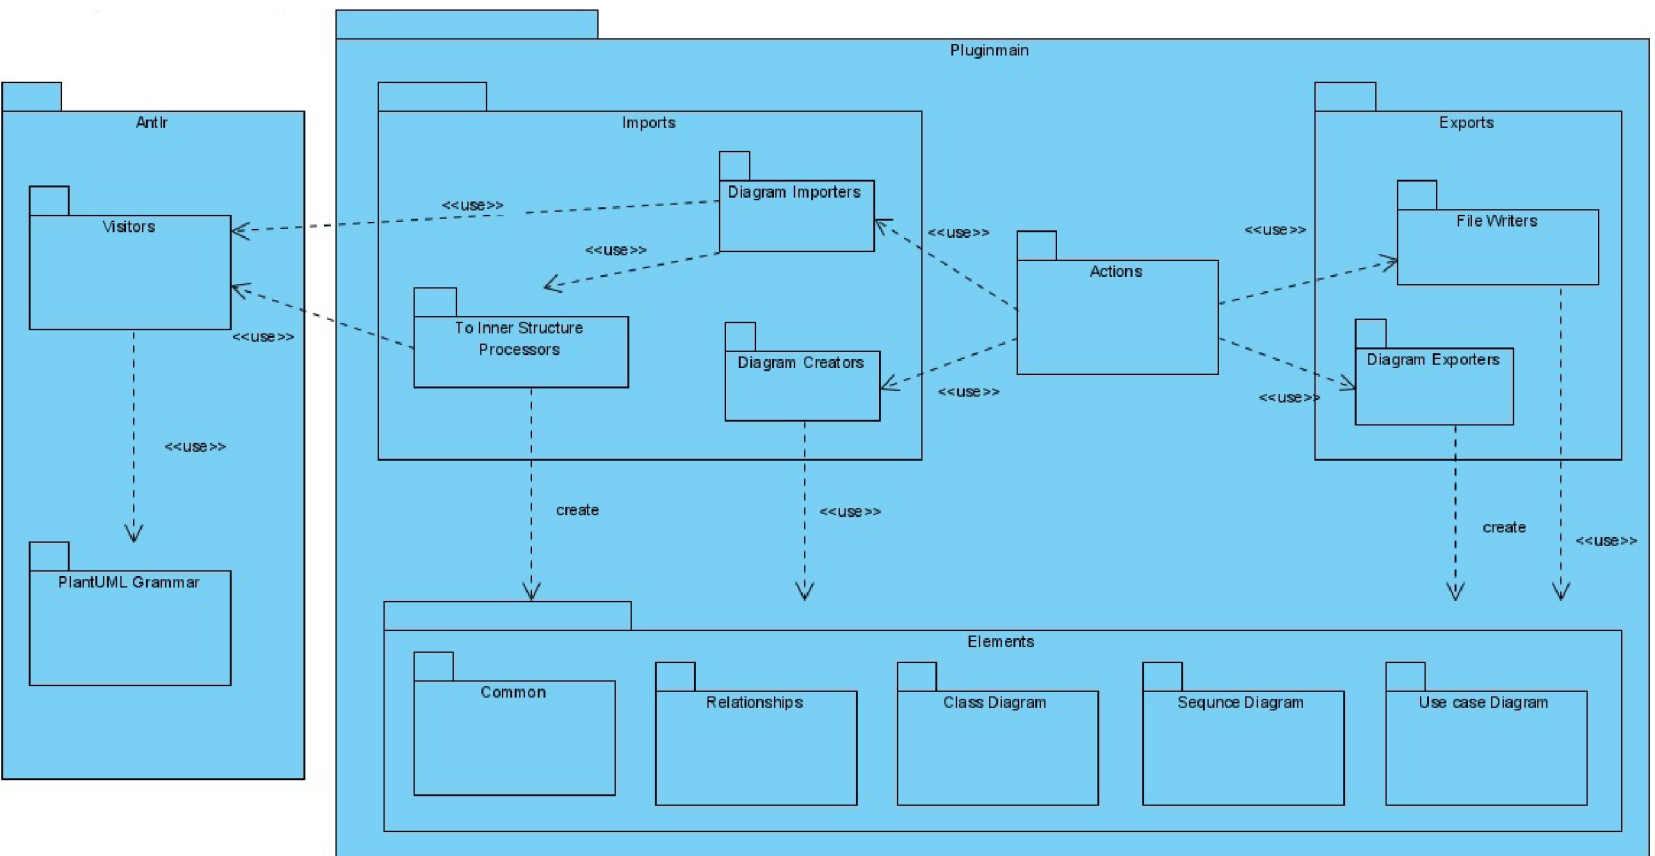 Pluginmain
Antlr
Imports
Exports
Visitors
<<use>>
Diagram Importers
<<use>>
<<use>>
<<use>>
File Writers
Actions
<<use>>
To Inner Structure
Processors
Diagram Creators
<<use>>
<<use>>
Diagram Exporters
<<use>>
create
<<use>>
create
<<use>>
PlantUML Grammar
Elements
Common
Relationships
Class Diagram
Sequnce Diagram
Use case Diagram